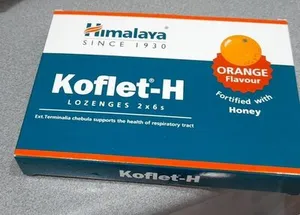 Himalaya
SINCE 1930
ORANGE
Flavour
Fortified with
Honey
Koflet®-H
LOZENGES 2x6s
Ext.Terminalia chebula supports the health of respiratory tract
Koflet®-H